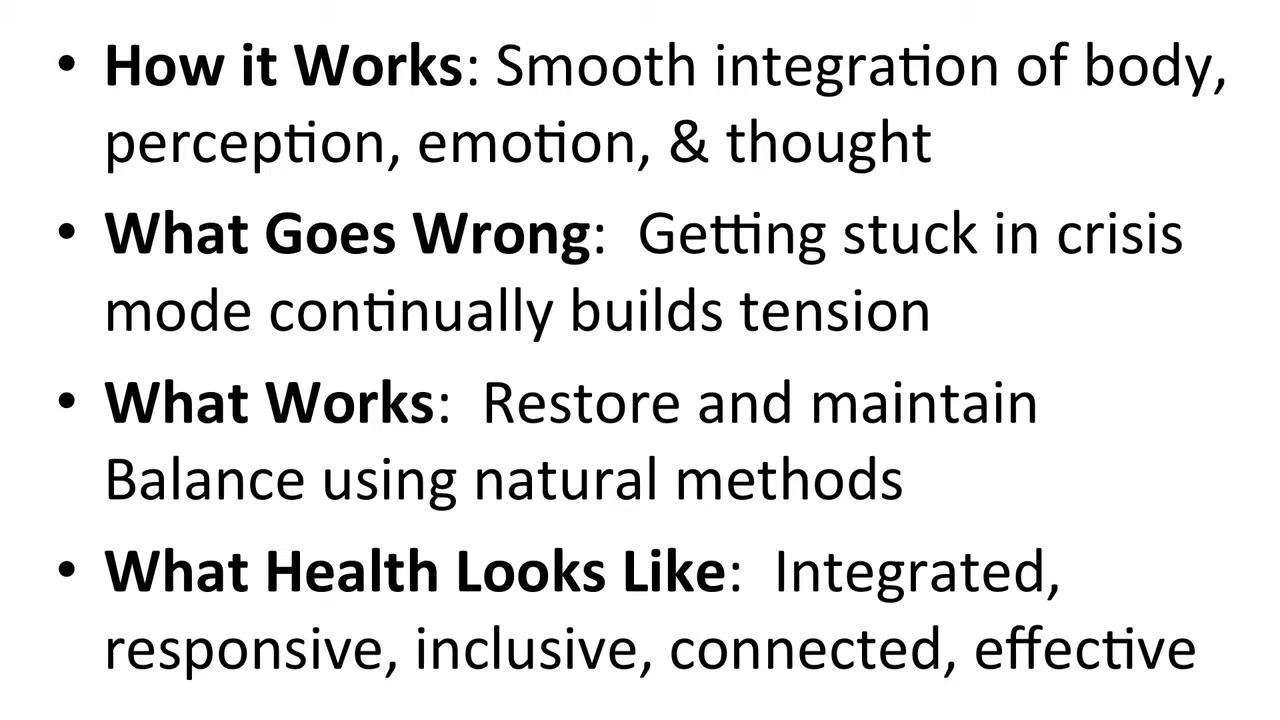 • How it Works: Smooth integration of body,
perception, emotion, & thought
• What Goes Wrong:  Getting stuck in crisis
mode continually builds tension
• What Works:  Restore and maintain
Balance using natural methods
• What Health Looks Like:  Integrated,
responsive, inclusive, connected, effective